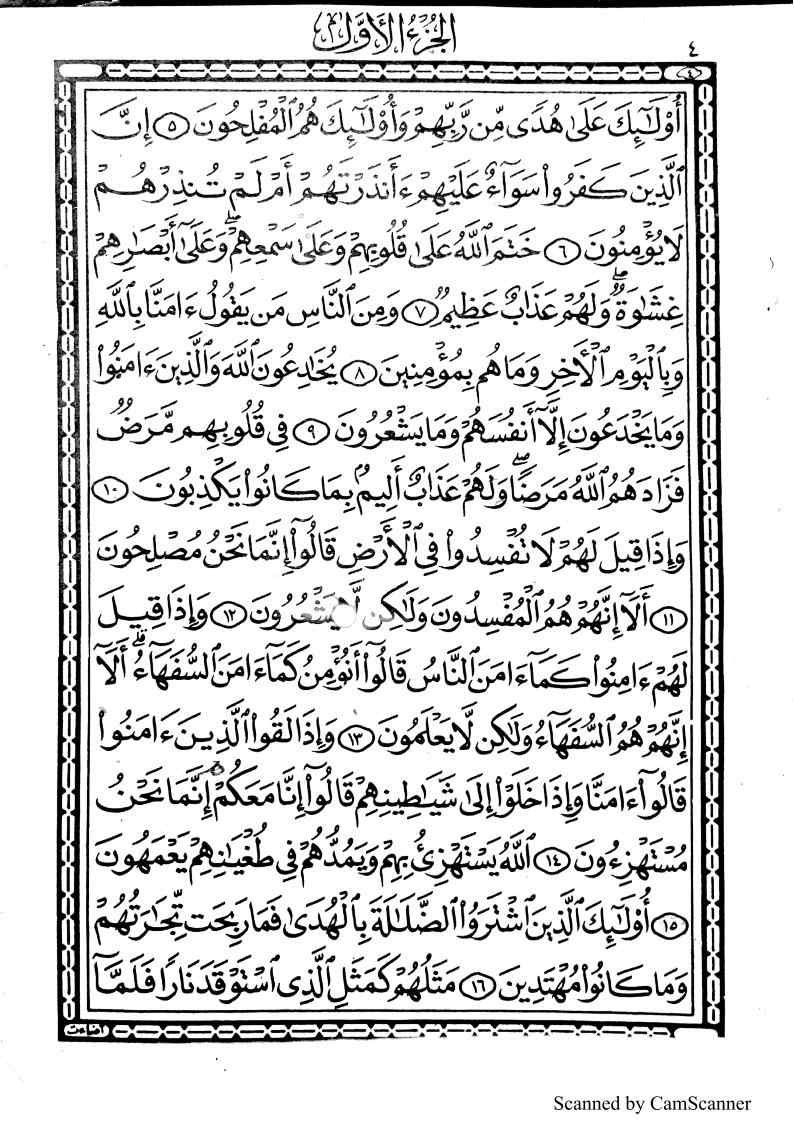 الجزء الأول
٤
٤
أُوْلَٰٓئِكَ عَلَىٰ هُدًى مِّن رَّبِّهِمْ وَأُوْلَٰٓئِكَ هُمُ ٱلْمُفْلِحُونَ ٥ إِنَّ
ٱلَّذِينَ كَفَرُواْ سَوَآءٌ عَلَيْهِمْ ءَأَنذَرْتَهُمْ أَمْ لَمْ تُنذِرْهُمْ
لَا يُؤْمِنُونَ ٦ خَتَمَ ٱللَّهُ عَلَىٰ قُلُوبِهِمْ وَعَلَىٰ سَمْعِهِمْۖ وَعَلَىٰٓ أَبْصَٰرِهِمْ
غِشَٰوَةٌۖ وَلَهُمْ عَذَابٌ عَظِيمٌ ٧ وَمِنَ ٱلنَّاسِ مَن يَقُولُ ءَامَنَّا بِٱللَّهِ
وَبِٱلْيَوْمِ ٱلْأٓخِرِ وَمَا هُم بِمُؤْمِنِينَ ٨ يُخَٰدِعُونَ ٱللَّهَ وَٱلَّذِينَ ءَامَنُواْ
وَمَا يَخْدَعُونَ إِلَّآ أَنفُسَهُمْ وَمَا يَشْعُرُونَ ٩ فِى قُلُوبِهِم مَّرَضٌ
فَزَادَهُمُ ٱللَّهُ مَرَضًاۖ وَلَهُمْ عَذَابٌ أَلِيمٌۢ بِمَا كَانُواْ يَكْذِبُونَ ١٠
وَإِذَا قِيلَ لَهُمْ لَا تُفْسِدُواْ فِى ٱلْأَرْضِ قَالُوٓاْ إِنَّمَا نَحْنُ مُصْلِحُونَ
١١ أَلَآ إِنَّهُمْ هُمُ ٱلْمُفْسِدُونَ وَلَٰكِن لَّا يَشْعُرُونَ ١٢ وَإِذَا قِيلَ
لَهُمْ ءَامِنُواْ كَمَآ ءَامَنَ ٱلنَّاسُ قَالُوٓاْ أَنُؤْمِنُ كَمَآ ءَامَنَ ٱلسُّفَهَآءُۗ أَلَآ
إِنَّهُمْ هُمُ ٱلسُّفَهَآءُ وَلَٰكِن لَّا يَعْلَمُونَ ١٣ وَإِذَا لَقُواْ ٱلَّذِينَ ءَامَنُواْ
قَالُوٓاْ ءَامَنَّا وَإِذَا خَلَوْاْ إِلَىٰ شَيَٰطِينِهِمْ قَالُوٓاْ إِنَّا مَعَكُمْ إِنَّمَا نَحْنُ
مُسْتَهْزِءُونَ ١٤ ٱللَّهُ يَسْتَهْزِئُ بِهِمْ وَيَمُدُّهُمْ فِى طُغْيَٰنِهِمْ يَعْمَهُونَ
١٥ أُوْلَٰٓئِكَ ٱلَّذِينَ ٱشْتَرَوُاْ ٱلضَّلَٰلَةَ بِٱلْهُدَىٰ فَمَا رَبِحَت تِّجَٰرَتُهُمْ
وَمَا كَانُواْ مُهْتَدِينَ ١٦ مَثَلُهُمْ كَمَثَلِ ٱلَّذِى ٱسْتَوْقَدَ نَارًا فَلَمَّآ
اضاءت
Scanned by CamScanner